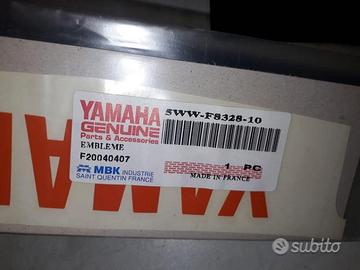 YAMAHA
GENUINE
Parts & Accessories
5WW-F8328-10
EMBLEME
F20040407
1 PC
MBK INDUSTRIE
SAINT QUENTIN FRANCE
MADE IN FRANCE
YAMAHA
subito